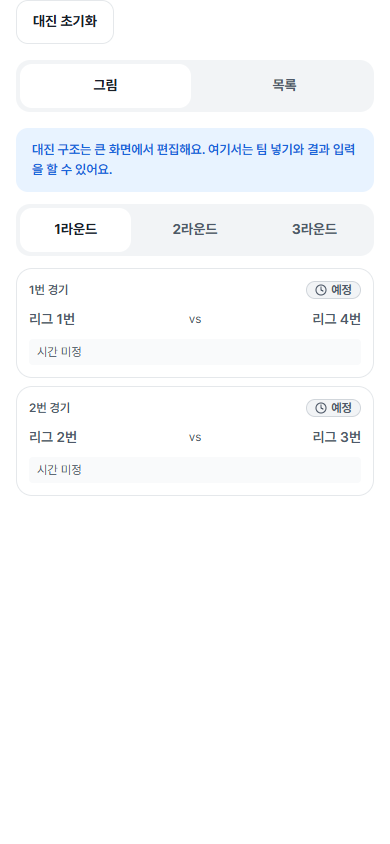 대진 초기화
그림
목록
대진 구조는 큰 화면에서 편집해요. 여기서는 팀 넣기와 결과 입력
을 할 수 있어요.
1라운드
2라운드
3라운드
1번 경기
예정
리그 1번
vs
리그 4번
시간 미정
2번 경기
예정
리그 2번
vs
리그 3번
시간 미정